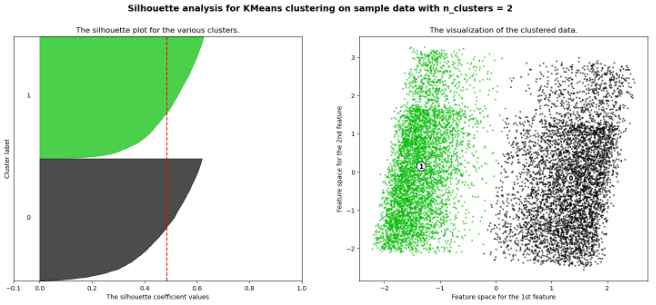 Silhouette analysis for KMeans clustering on sample data with n_clusters = 2
The silhouette plot for the various clusters.
Cluster label
1
0
-0.1 0.0 0.2 0.4 0.6 0.8 1.0
The silhouette coefficient values
The visualization of the clustered data.
Feature space for the 2nd feature
3
2
1
0
−1
−2
1
−2 −1 0 1 2
Feature space for the 1st feature